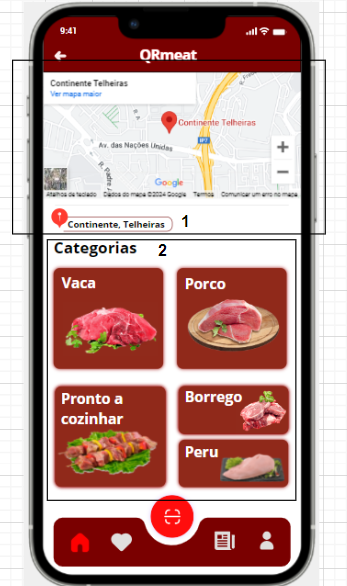 9:41
QRmeat
Continente Telheiras
Ver mapa maior
Continente Telheiras
IP7
Av. das Nações Unidas
R. Padre
Google
Atalhos de teclado Dados do mapa ©2024 Google Termos Comunicar um erro no mapa
Continente, Telheiras 1
Categorias 2
Vaca
Porco
Pronto a
cozinhar
Borrego
Peru